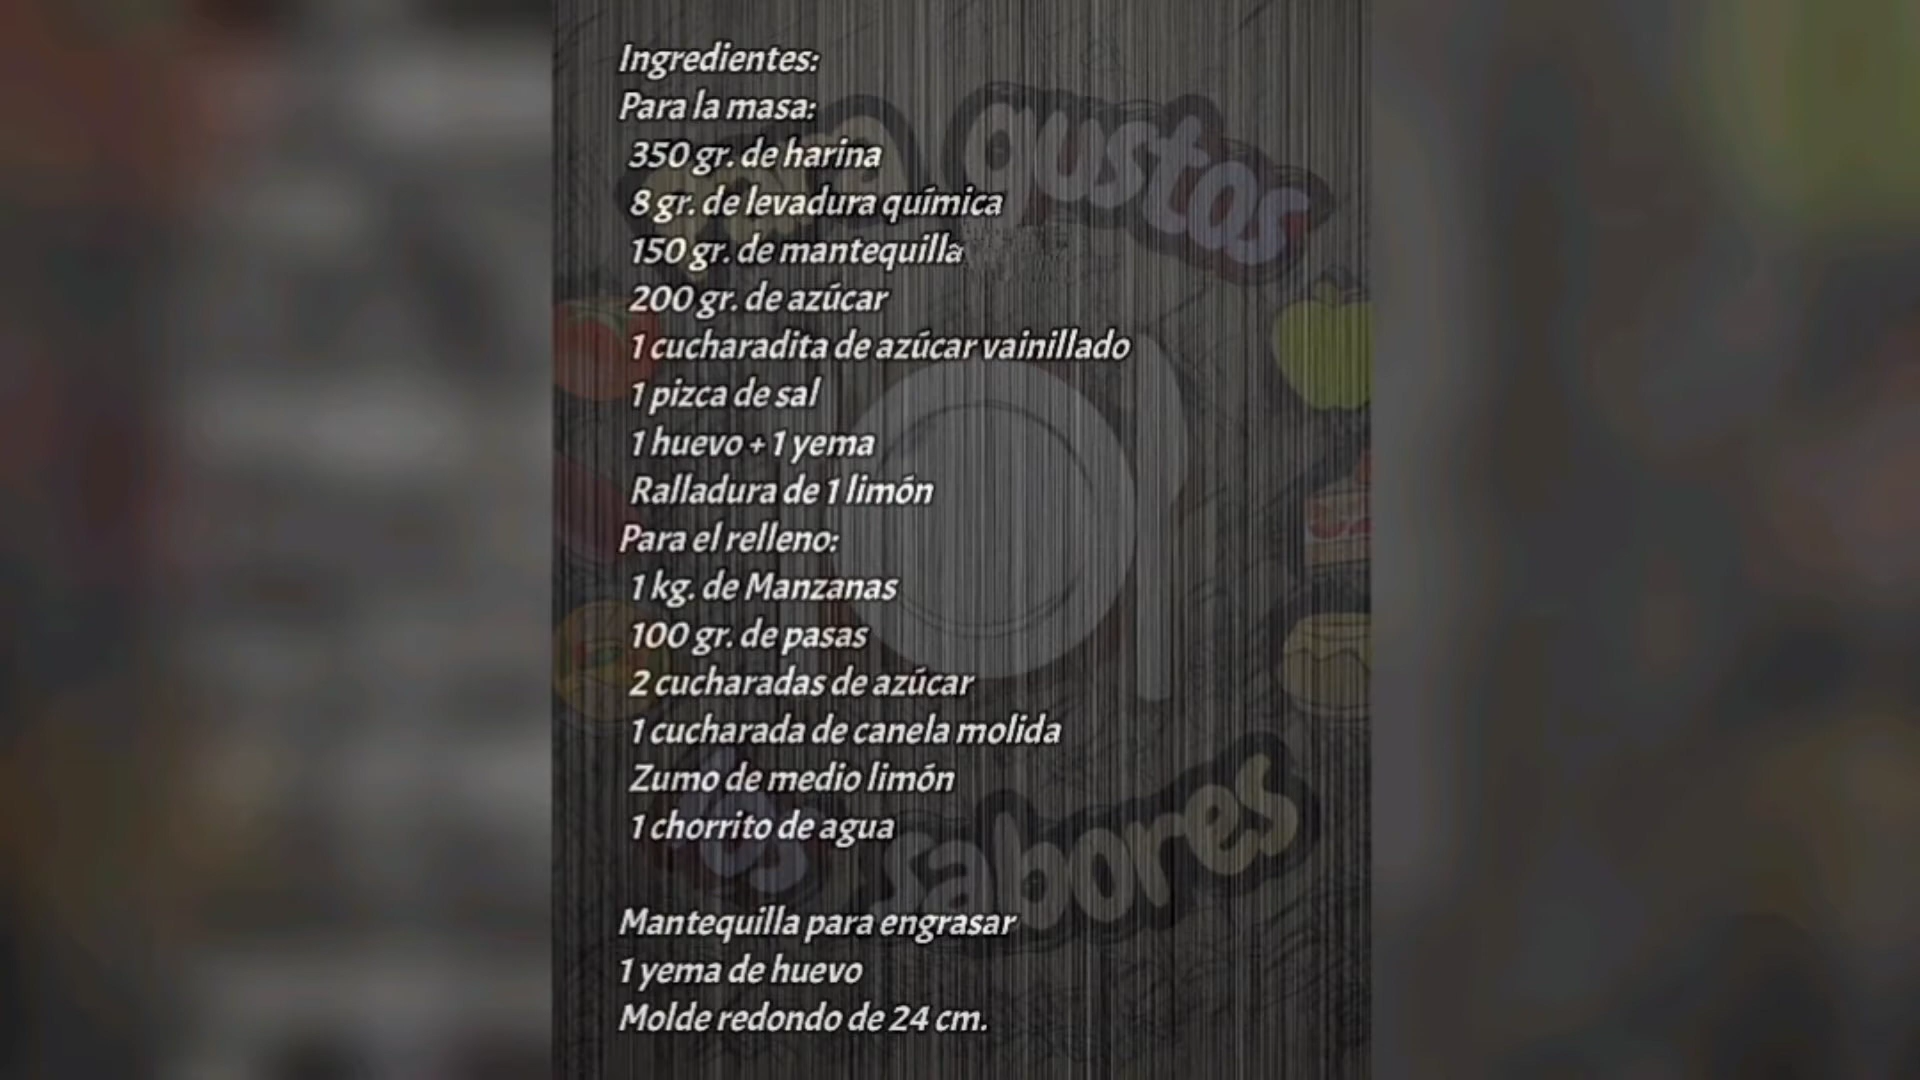 Ingredientes:
Para la masa:
350 gr. de harina
8 gr. de levadura química
150 gr. de mantequilla
200 gr. de azúcar
1 cucharadita de azúcar vainillado
1 pizca de sal
1 huevo + 1 yema
Ralladura de 1 limón
Para el relleno:
1 kg. de Manzanas
100 gr. de pasas
2 cucharadas de azúcar
1 cucharada de canela molida
Zumo de medio limón
1 chorrito de agua
Mantequilla para engrasar
1 yema de huevo
Molde redondo de 24 cm.
Para gustos
los sabores